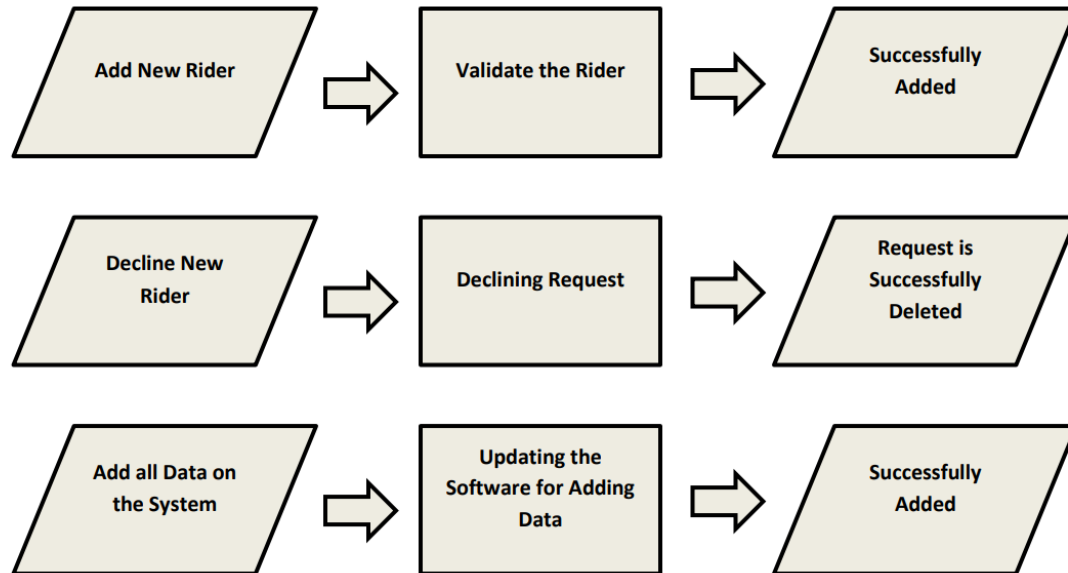 Add New Rider
Validate the Rider
Successfully
Added
Decline New
Rider
Declining Request
Request is
Successfully
Deleted
Add all Data on
the System
Updating the
Software for Adding
Data
Successfully
Added